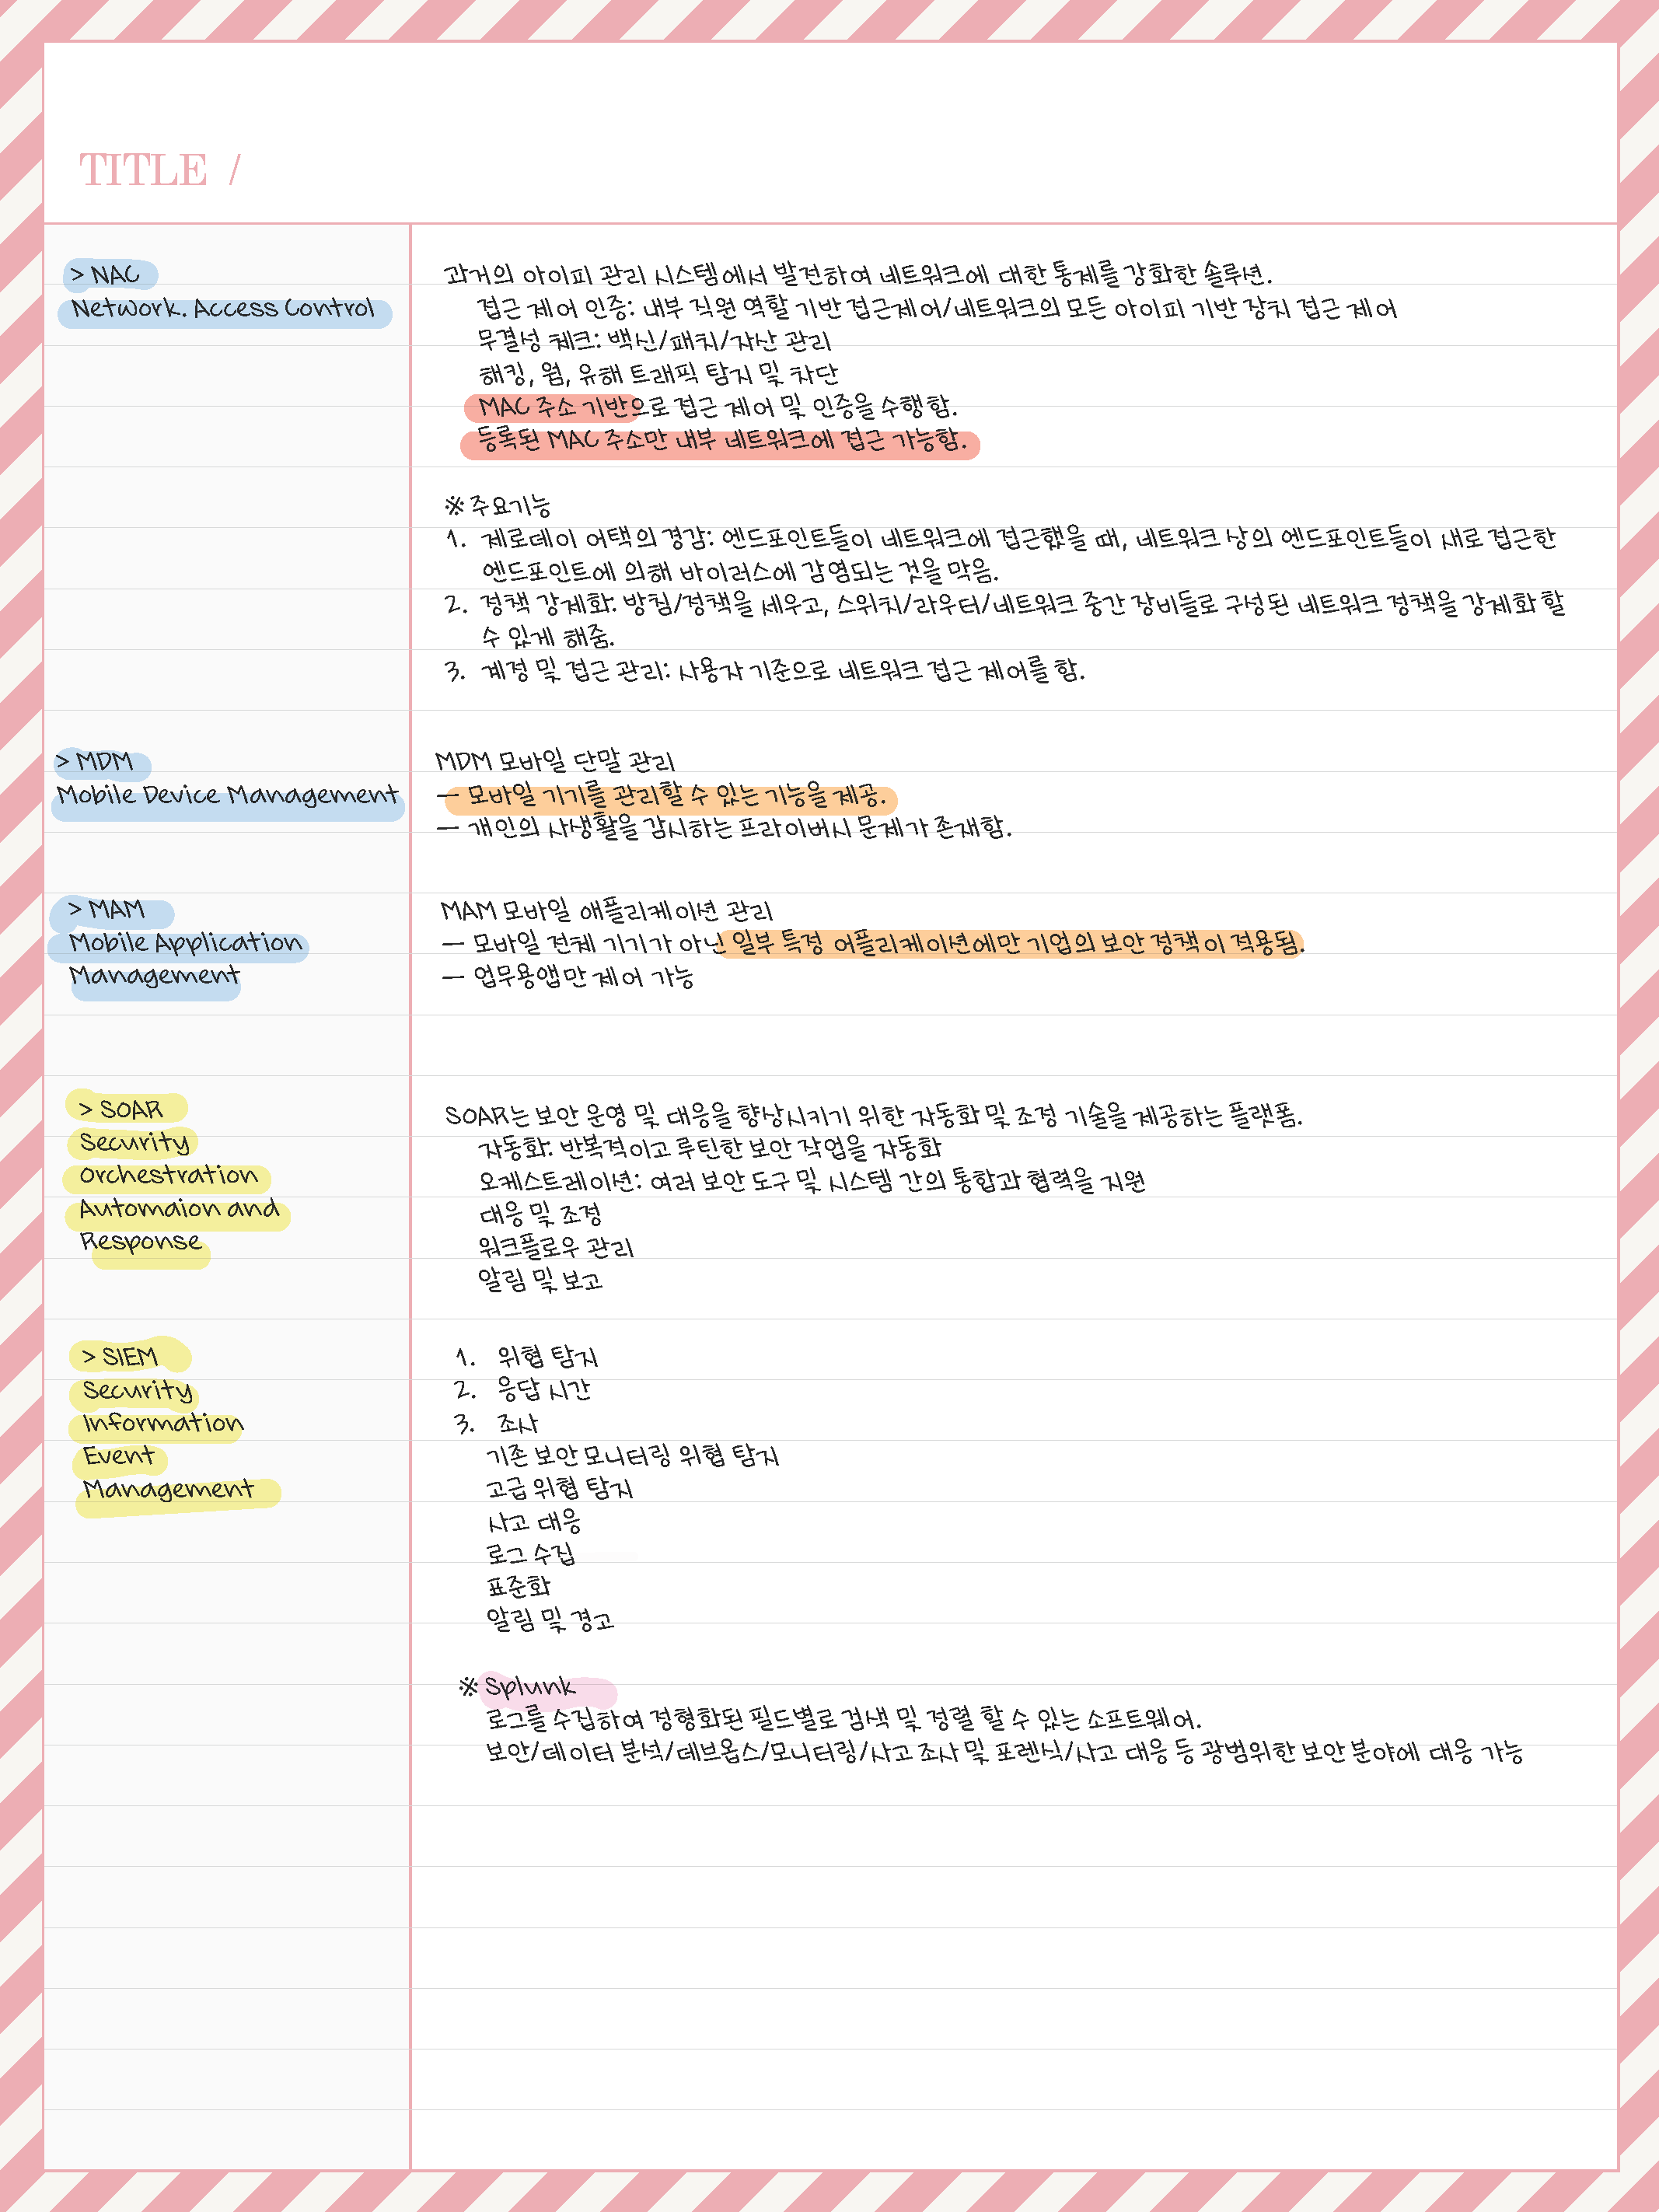 TITLE /
> NAC
Network. Access Control
과거의 아이피 관리 시스템에서 발전하여 네트워크에 대한 통제를 강화한 솔루션.
접근 제어 인증: 내부 직원 역할 기반 접근제어/네트워크의 모든 아이피 기반 장치 접근 제어
무결성 체크: 백신/패치/자산 관리
해킹, 웜, 유해 트래픽 탐지 및 차단
MAC 주소 기반으로 접근 제어 및 인증을 수행함.
등록된 MAC 주소만 내부 네트워크에 접근 가능함.
※ 주요기능
1. 제로데이 어택의 경감: 엔드포인트들이 네트워크에 접근했을 때, 네트워크 상의 엔드포인트들이 새로 접근한
엔드포인트에 의해 바이러스에 감염되는 것을 막음.
2. 정책 강제화: 방침/정책을 세우고, 스위치/라우터/네트워크 중간 장비들로 구성된 네트워크 정책을 강제화 할
수 있게 해줌.
3. 계정 및 접근 관리: 사용자 기준으로 네트워크 접근 제어를 함.
> MDM
Mobile Device Management
MDM 모바일 단말 관리
– 모바일 기기를 관리할 수 있는 기능을 제공.
– 개인의 사생활을 감시하는 프라이버시 문제가 존재함.
> MAM
Mobile Application
Management
MAM 모바일 애플리케이션 관리
– 모바일 전체 기기가 아닌 일부 특정 어플리케이션에만 기업의 보안 정책이 적용됨.
– 업무용앱만 제어 가능
> SOAR
Security
Orchestration
Automaion and
Response
SOAR는 보안 운영 및 대응을 향상시키기 위한 자동화 및 조정 기술을 제공하는 플랫폼.
자동화: 반복적이고 루틴한 보안 작업을 자동화
오케스트레이션: 여러 보안 도구 및 시스템 간의 통합과 협력을 지원
대응 및 조정
워크플로우 관리
알림 및 보고
> SIEM
Security
Information
Event
Management
1. 위협 탐지
2. 응답 시간
3. 조사
기존 보안 모니터링 위협 탐지
고급 위협 탐지
사고 대응
로그 수집
표준화
알림 및 경고
※ Splunk
로그를 수집하여 정형화된 필드별로 검색 및 정렬 할 수 있는 소프트웨어.
보안/데이터 분석/데브옵스/모니터링/사고 조사 및 포렌식/사고 대응 등 광범위한 보안 분야에 대응 가능